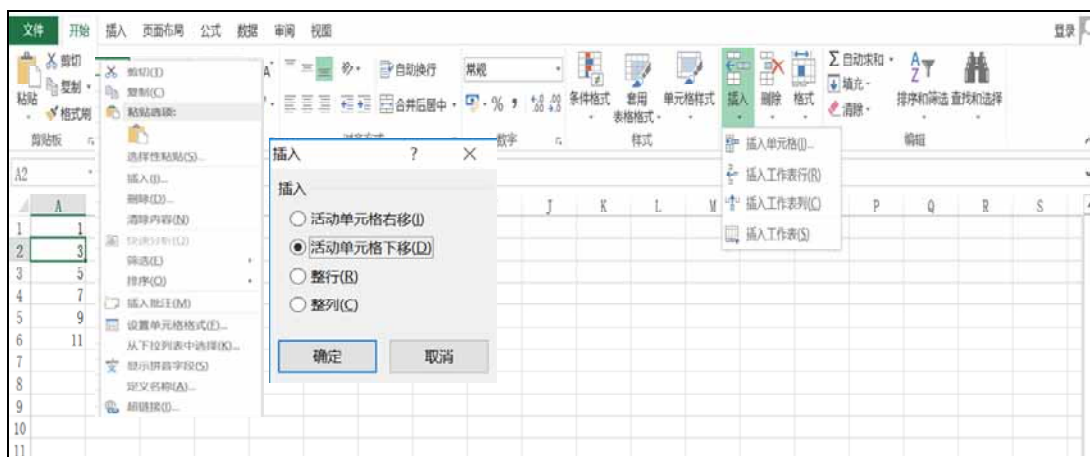 文件 开始 插入 页面布局 公式 数据 审阅 视图 登录
剪切
复制
格式刷
粘贴
剪贴板
自动换行
合并后居中
常规
% ,
数字
条件格式 套用 单元格样式
表格格式
样式
插入 删除 格式
自动求和
填充
清除
排序和筛选 查找和选择
编辑
插入单元格(I)...
插入工作表行(R)
插入工作表列(C)
插入工作表(S)
剪切(T)
复制(C)
粘贴选项:
选择性粘贴(S)...
插入(I)...
删除(D)...
清除内容(N)
快速分析(Q)
筛选(E)
排序(O)
插入批注(M)
设置单元格格式(F)...
从下拉列表中选择(K)...
显示拼音字段(S)
定义名称(A)...
超链接(I)...
插入 ? ×
插入
活动单元格右移(I)
活动单元格下移(D)
整行(R)
整列(C)
确定 取消
A2
A J K L M P Q R S
1 1
2 3
3 5
4 7
5 9
6 11
7
8
9
10
11